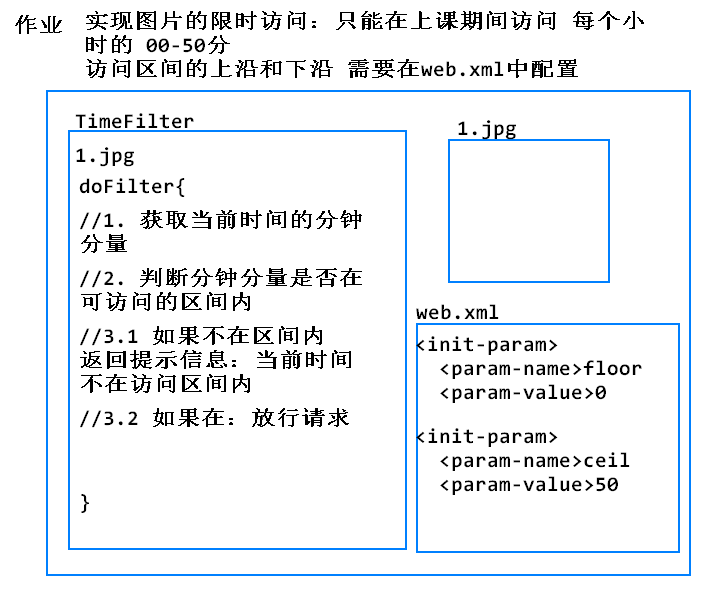 作业 实现图片的限时访问：只能在上课期间访问 每个小
时的 00-50分
访问区间的上沿和下沿 需要在web.xml中配置
TimeFilter
1.jpg
doFilter{
//1. 获取当前时间的分钟
分量
//2. 判断分钟分量是否在
可访问的区间内
//3.1 如果不在区间内
返回提示信息：当前时间
不在访问区间内
//3.2 如果在：放行请求
}
1.jpg
web.xml
<init-param>
<param-name>floor
<param-value>0
<init-param>
<param-name>ceil
<param-value>50